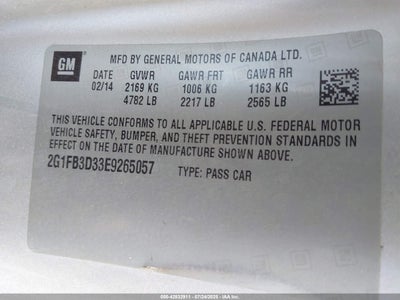 GM
MFD BY GENERAL MOTORS OF CANADA LTD.
DATE GVWR GAWR FRT GAWR RR
02/14 2169 KG 1006 KG 1163 KG
4782 LB 2217 LB 2565 LB
THIS VEHICLE CONFORMS TO ALL APPLICABLE U.S. FEDERAL MOTOR
VEHICLE SAFETY, BUMPER, AND THEFT PREVENTION STANDARDS IN
EFFECT ON THE DATE OF MANUFACTURE SHOWN ABOVE.
2G1FB3D33E9265057 TYPE: PASS CAR